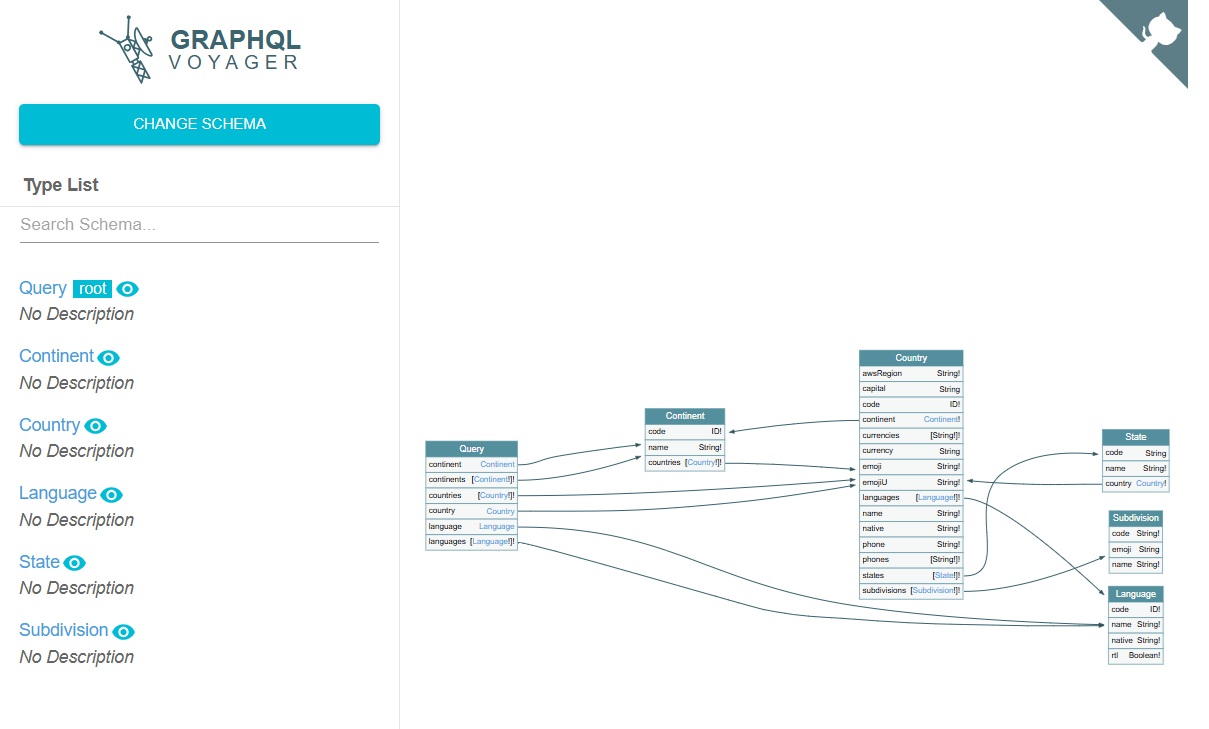 GRAPHQL
VOYAGER
CHANGE SCHEMA
Type List
Search Schema...
Query root
No Description
Continent
No Description
Country
No Description
Language
No Description
State
No Description
Subdivision
No Description
Query
continent Continent
continents [Continent!]!
countries [Country!]!
country Country
language Language
languages [Language!]!
Continent
code ID!
name String!
countries [Country!]!
Country
awsRegion String!
capital String
code ID!
continent Continent!
currencies [String!]!
currency String
emoji String!
emojiU String!
languages [Language!]!
name String!
native String!
phone String!
phones [String!]!
states [State!]!
subdivisions [Subdivision!]!
State
code String
name String!
country Country!
Subdivision
code String!
emoji String
name String!
Language
code ID!
name String!
native String!
rtl Boolean!